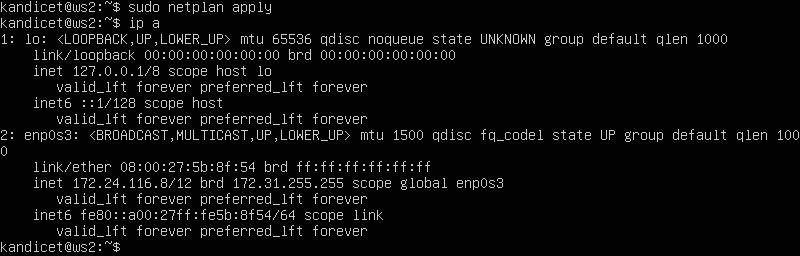 kandicet@ws2:~$ sudo netplan apply
kandicet@ws2:~$ ip a
1: lo: <LOOPBACK,UP,LOWER_UP> mtu 65536 qdisc noqueue state UNKNOWN group default qlen 1000
    link/loopback 00:00:00:00:00:00 brd 00:00:00:00:00:00
    inet 127.0.0.1/8 scope host lo
       valid_lft forever preferred_lft forever
    inet6 ::1/128 scope host
       valid_lft forever preferred_lft forever
2: enp0s3: <BROADCAST,MULTICAST,UP,LOWER_UP> mtu 1500 qdisc fq_codel state UP group default qlen 100
0
    link/ether 08:00:27:5b:8f:54 brd ff:ff:ff:ff:ff:ff
    inet 172.24.116.8/12 brd 172.31.255.255 scope global enp0s3
       valid_lft forever preferred_lft forever
    inet6 fe80::a00:27ff:fe5b:8f54/64 scope link
       valid_lft forever preferred_lft forever
kandicet@ws2:~$